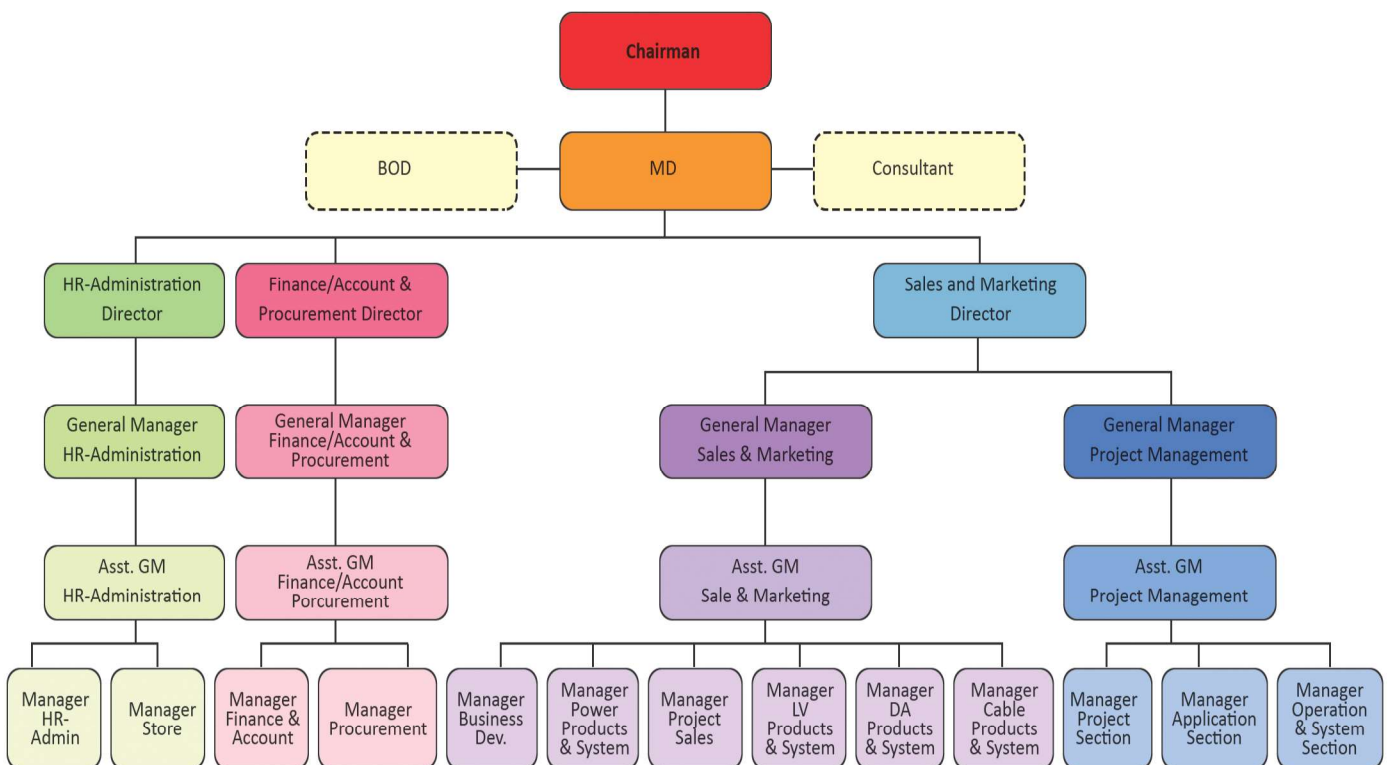 Chairman
BOD
MD
Consultant
HR-Administration
Director
Finance/Account &
Procurement Director
Sales and Marketing
Director
General Manager
HR-Administration
General Manager
Finance/Account &
Procurement
General Manager
Sales & Marketing
General Manager
Project Management
Asst. GM
HR-Administration
Asst. GM
Finance/Account
Porcurement
Asst. GM
Sale & Marketing
Asst. GM
Project Management
Manager
HR-
Admin
Manager
Store
Manager
Finance &
Account
Manager
Procurement
Manager
Business
Dev.
Manager
Power
Products
& System
Manager
Project
Sales
Manager
LV
Products
& System
Manager
DA
Products
& System
Manager
Cable
Products
& System
Manager
Project
Section
Manager
Application
Section
Manager
Operation
& System
Section